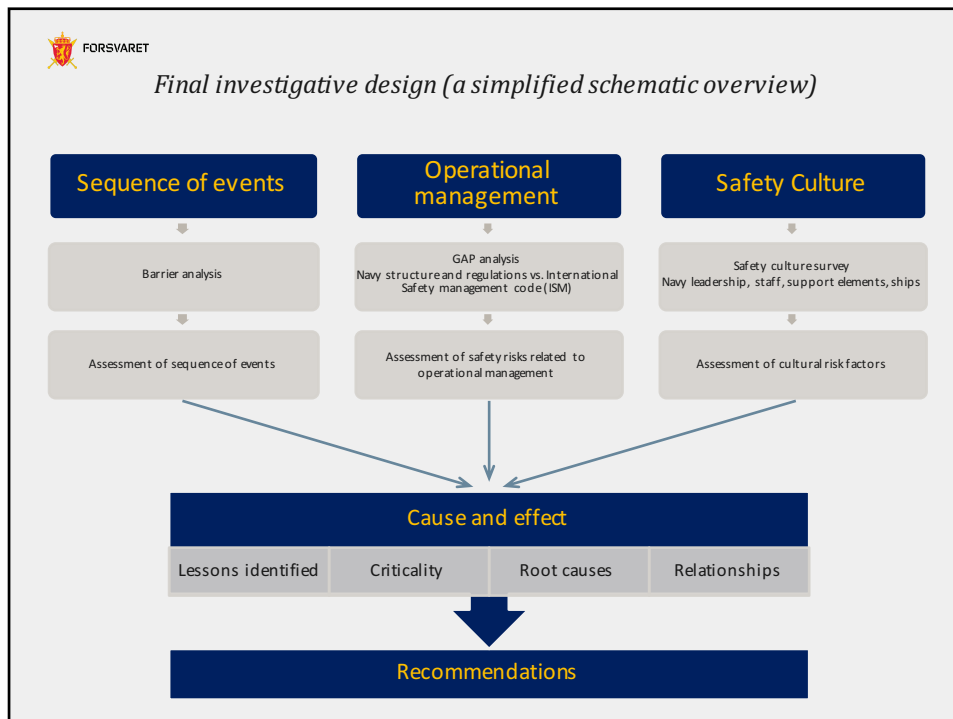 FORSVARET
Final investigative design (a simplified schematic overview)
Sequence of events
Barrier analysis
Assessment of sequence of events
Operational
management
GAP analysis
Navy structure and regulations vs. International
Safety management code (ISM)
Assessment of safety risks related to
operational management
Safety Culture
Safety culture survey
Navy leadership, staff, support elements, ships
Assessment of cultural risk factors
Cause and effect
Lessons identified
Criticality
Root causes
Relationships
Recommendations